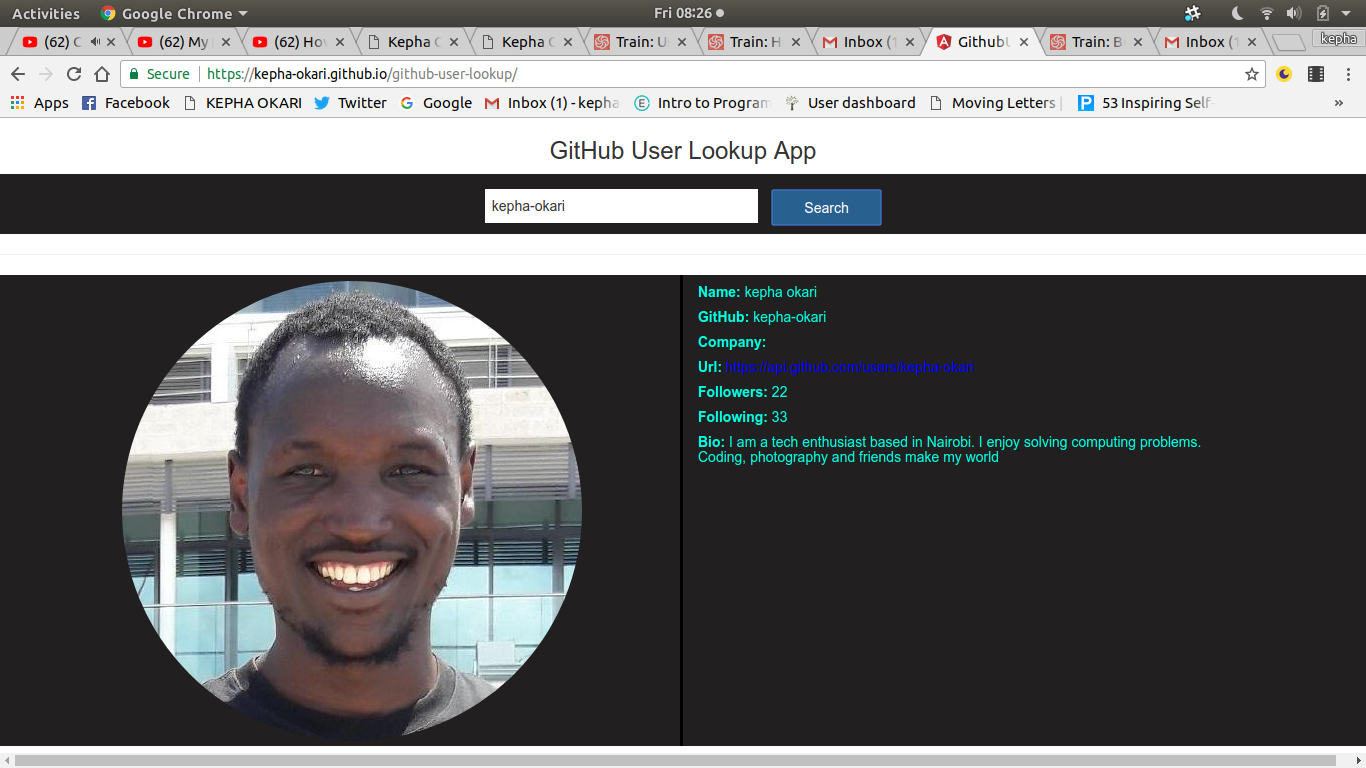 Activities Google Chrome Fri 08:26
(62) (62) My (62) Ho Kepha Kepha Train: Train: H Inbox ( Github Train: B Inbox ( kepha
Secure https://kepha-okari.github.io/github-user-lookup/
Apps Facebook KEPHA OKARI Twitter Google Inbox (1) - kepha Intro to Program User dashboard Moving Letters | 53 Inspiring Self- »
GitHub User Lookup App
kepha-okari Search
Name: kepha okari
GitHub: kepha-okari
Company:
Url: https://api.github.com/users/kepha-okari
Followers: 22
Following: 33
Bio: I am a tech enthusiast based in Nairobi. I enjoy solving computing problems.
Coding, photography and friends make my world